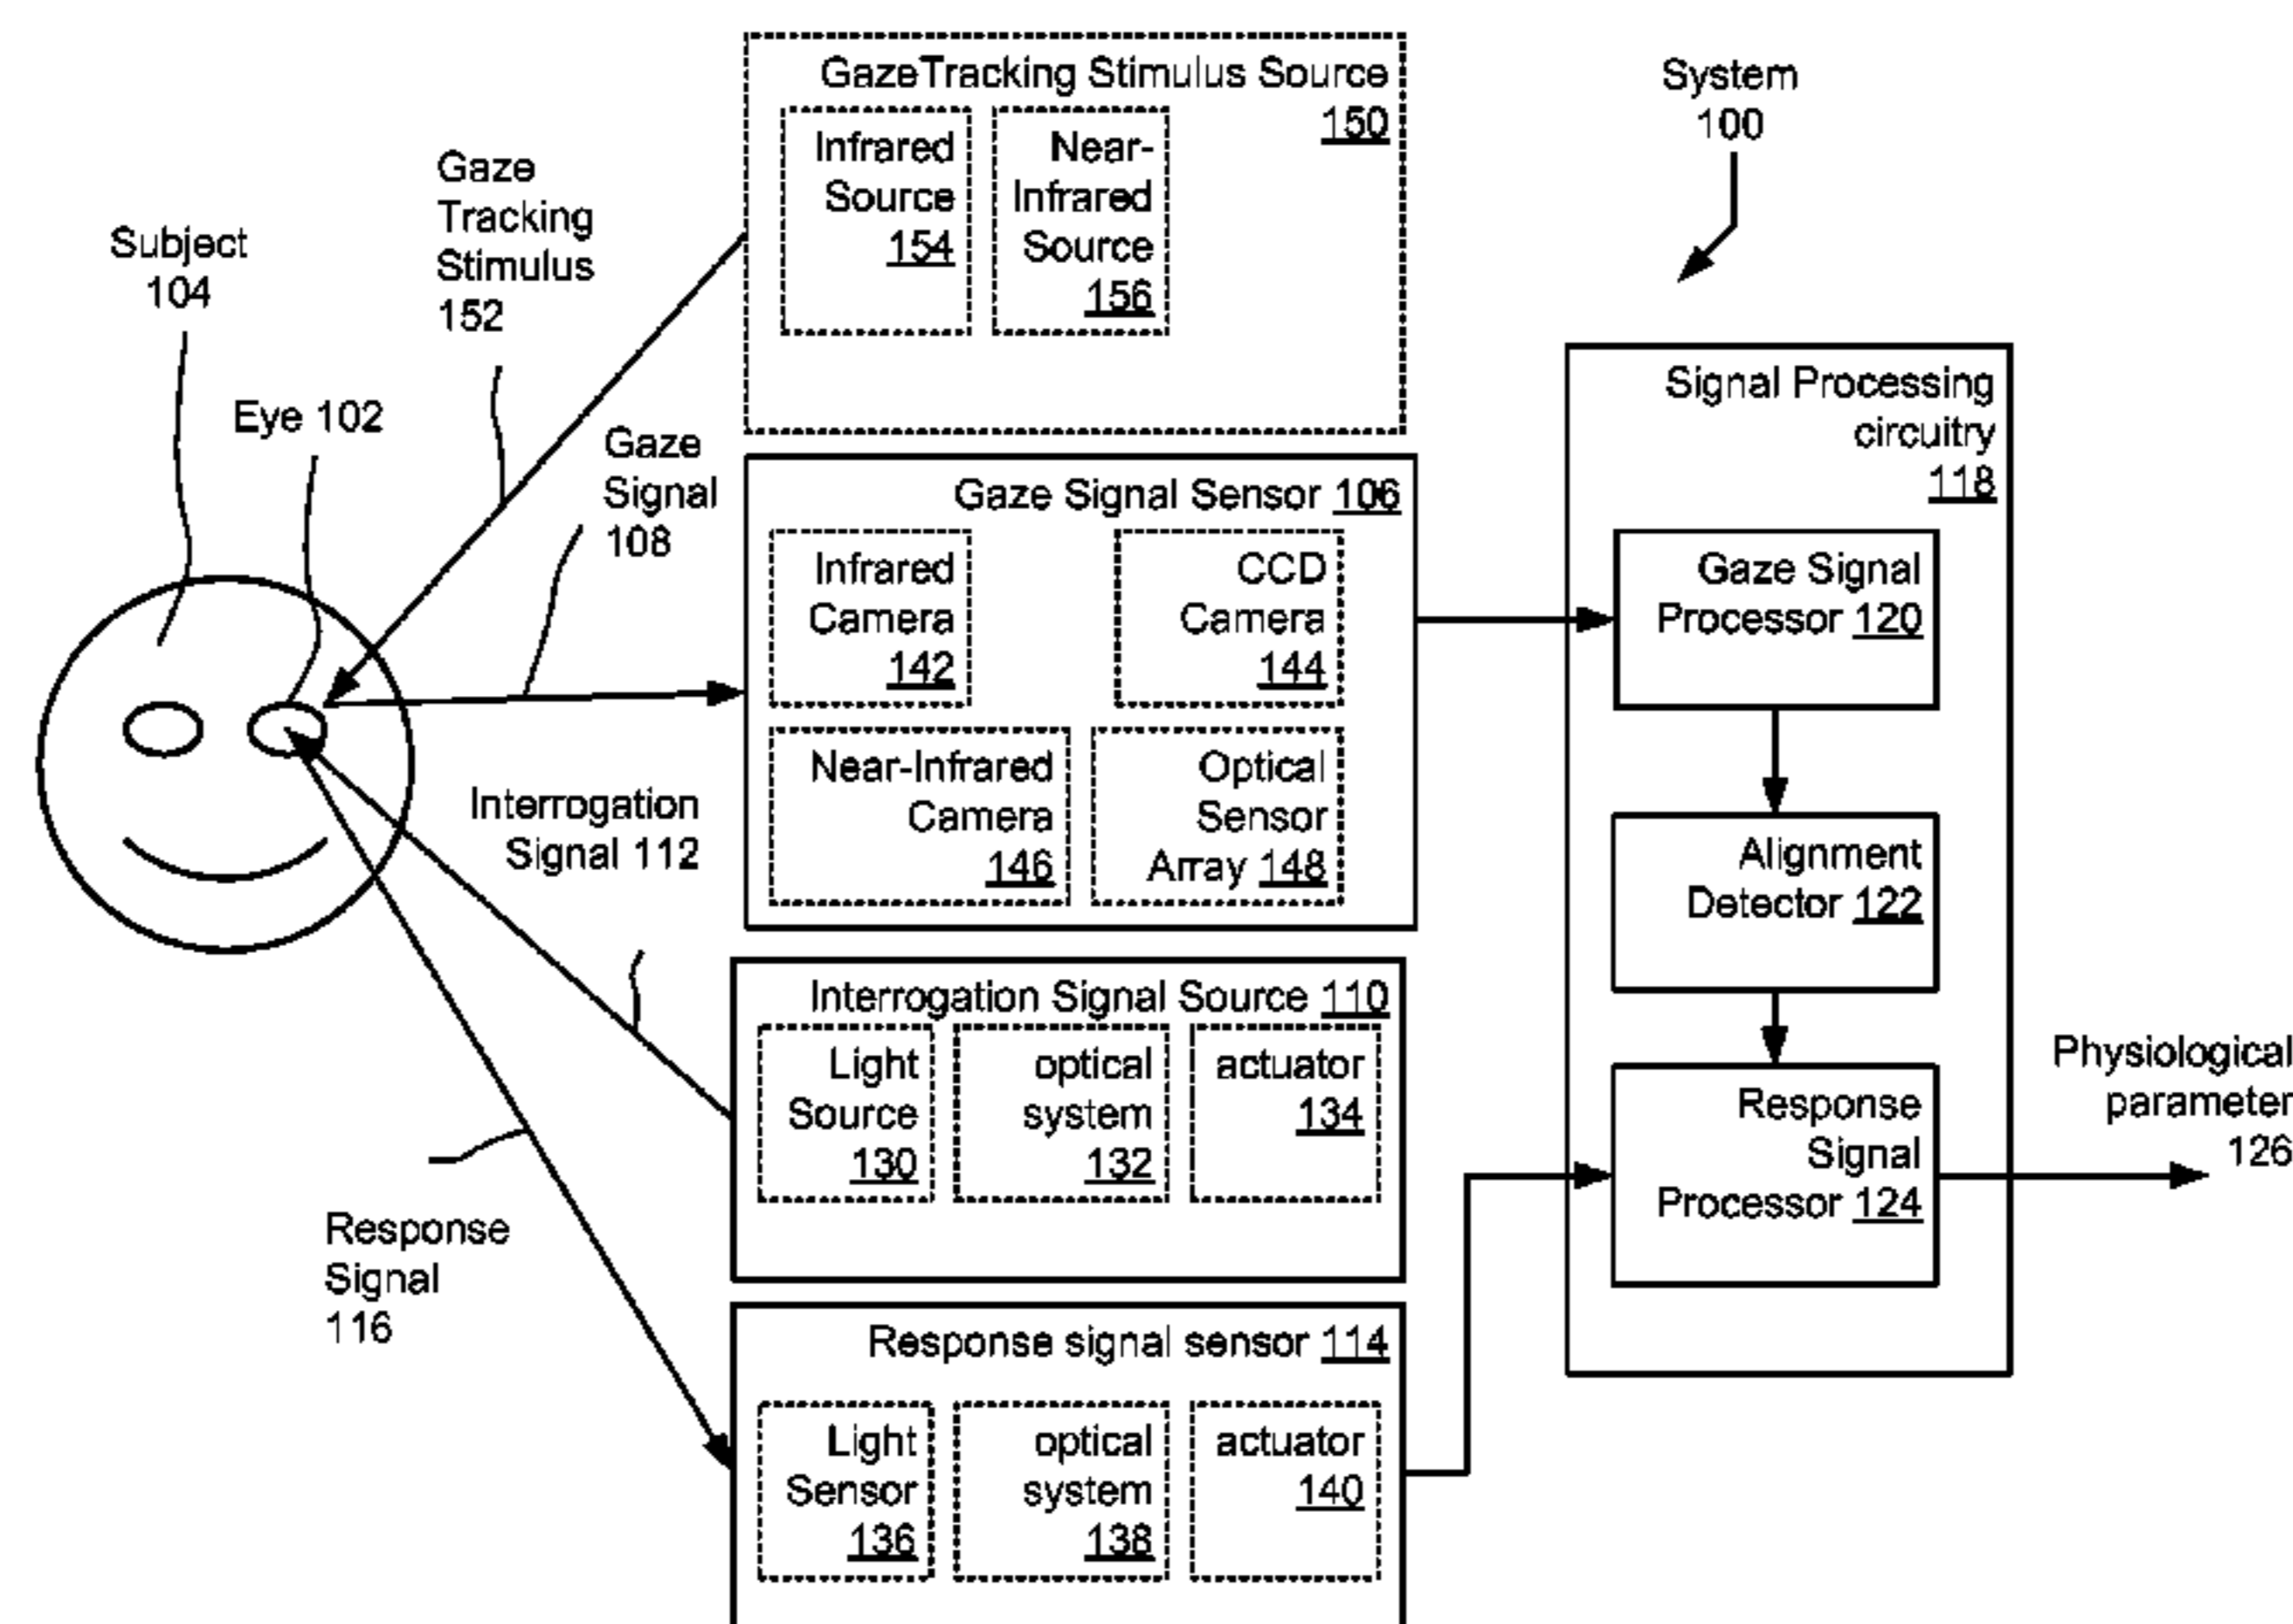 GazeTracking Stimulus Source
150
Infrared
Source
154
Near-
Infrared
Source
156
System
100
Gaze
Tracking
Stimulus
152
Subject
104
Eye 102
Gaze
Signal
108
Gaze Signal Sensor 106
Infrared
Camera
142
CCD
Camera
144
Near-Infrared
Camera
146
Optical
Sensor
Array 148
Signal Processing
circuitry
118
Gaze Signal
Processor 120
Alignment
Detector 122
Response
Signal
Processor 124
Physiological
parameter
126
Interrogation
Signal 112
Interrogation Signal Source 110
Light
Source
130
optical
system
132
actuator
134
Response
Signal
116
Response signal sensor 114
Light
Sensor
136
optical
system
138
actuator
140